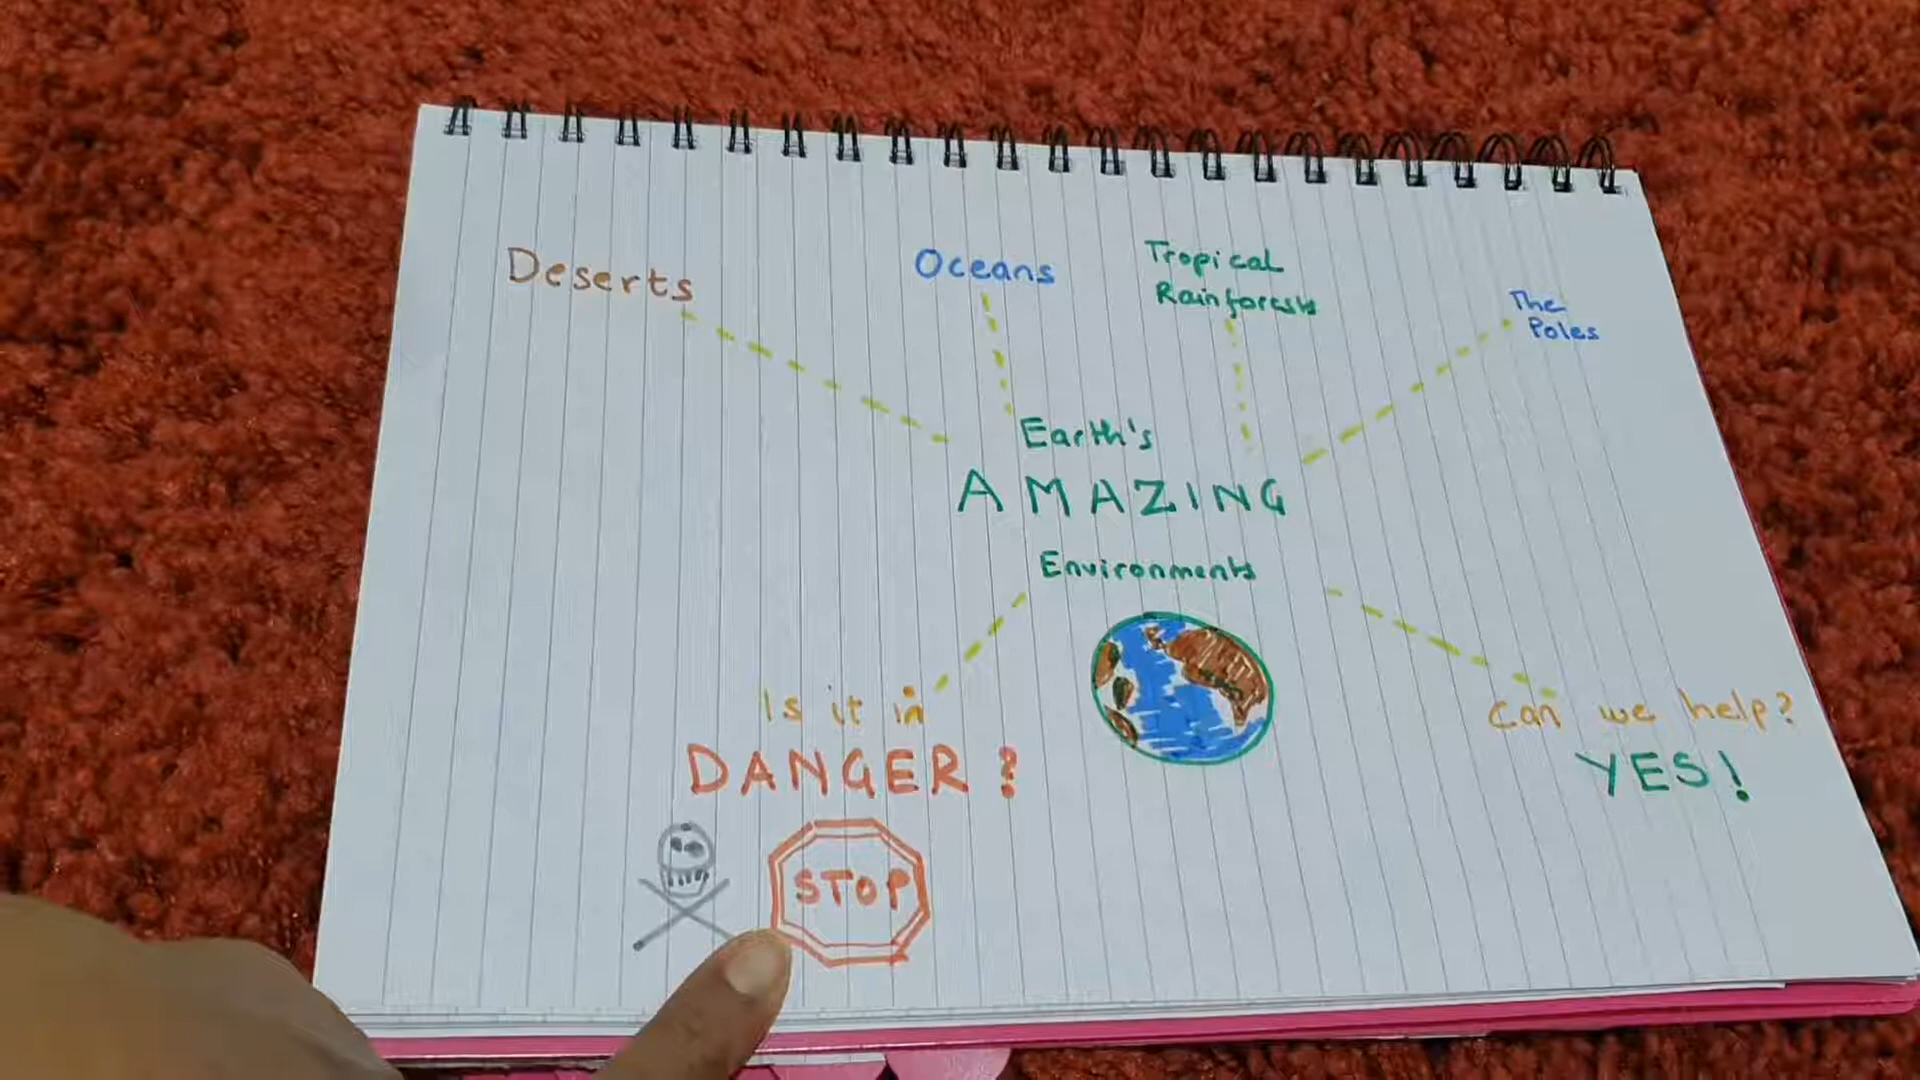 Deserts
Oceans
Tropical
Rainforests
The
Poles
Earth's
AMAZING
Environments
Is it in
DANGER?
STOP
Can we help?
YES!